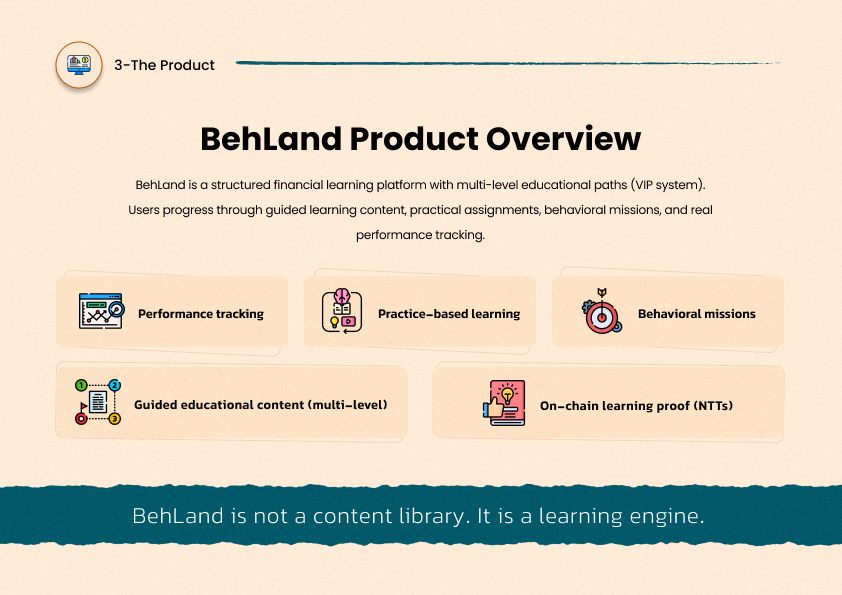 3-The Product
BehLand Product Overview
BehLand is a structured financial learning platform with multi-level educational paths (VIP system).
Users progress through guided learning content, practical assignments, behavioral missions, and real
performance tracking.
Performance tracking
Practice-based learning
Behavioral missions
1
2
3
Guided educational content (multi-level)
On-chain learning proof (NTTs)
BehLand is not a content library. It is a learning engine.